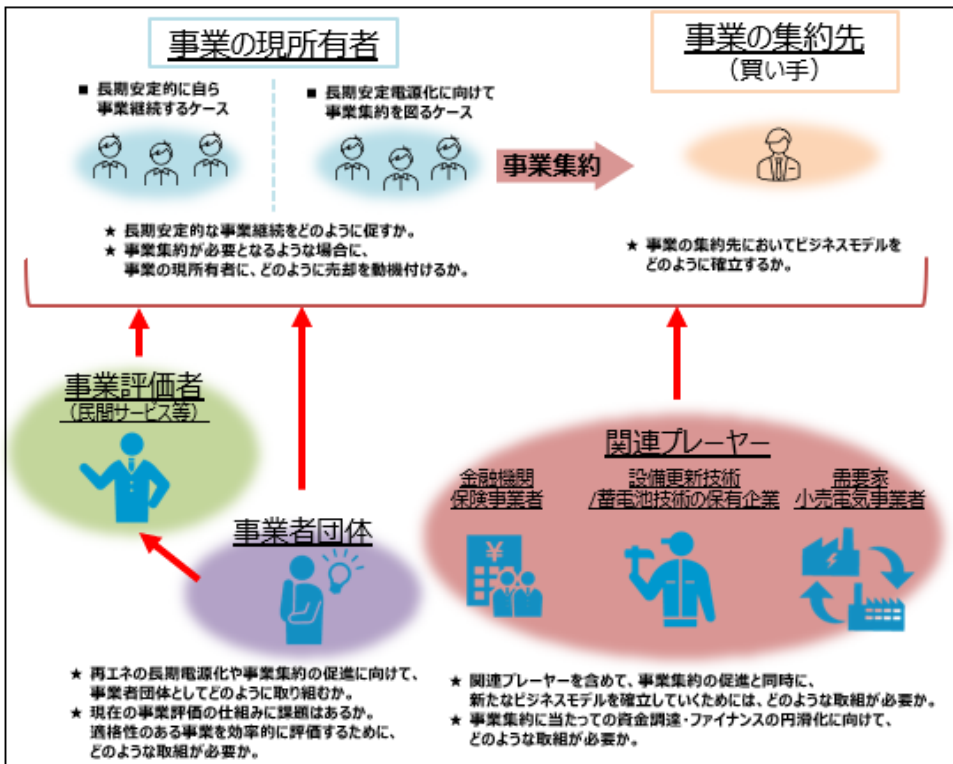 事業の現所有者
事業の集約先
(買い手)
■ 長期安定的に自ら
事業継続するケース
■ 長期安定電源化に向けて
事業集約を図るケース
事業集約
★ 長期安定的な事業継続をどのように促すか。
★ 事業集約が必要となるような場合に、
事業の現所有者に、どのように売却を動機付けるか。
★ 事業の集約先においてビジネスモデルを
どのように確立するか。
事業評価者
(民間サービス等)
事業者団体
関連プレーヤー
金融機関
保険事業者
設備更新技術
/蓄電池技術の保有企業
需要家
小売電気事業者
¥
★ 再エネの長期電源化や事業集約の促進に向けて、
事業者団体としてどのように取り組むか。
★ 現在の事業評価の仕組みに課題はあるか。
適格性のある事業を効率的に評価するために、
どのような取組が必要か。
★ 関連プレーヤーを含めて、事業集約の促進と同時に、
新たなビジネスモデルを確立していくためには、どのような取組が必要か。
★ 事業集約に当たっての資金調達・ファイナンスの円滑化に向けて、
どのような取組が必要か。